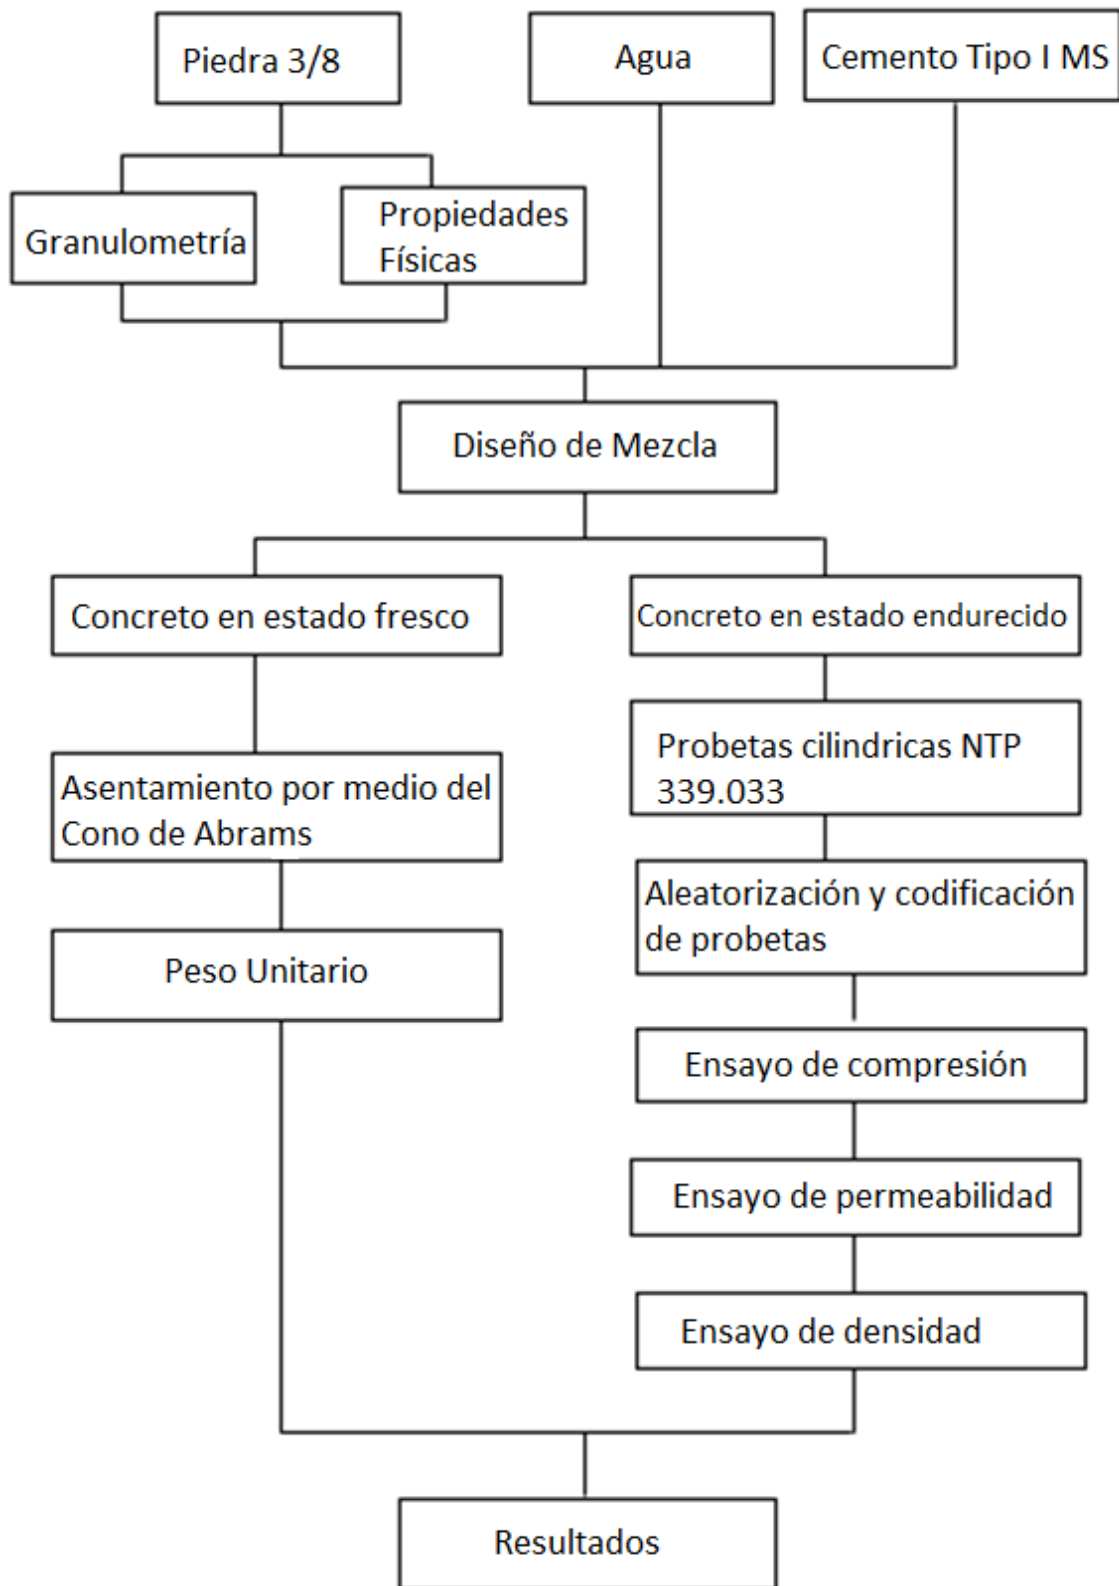 Piedra 3/8
Agua
Cemento Tipo I MS
Granulometría
Propiedades
Físicas
Diseño de Mezcla
Concreto en estado fresco
Concreto en estado endurecido
Asentamiento por medio del
Cono de Abrams
Probetas cilindricas NTP
339.033
Aleatorización y codificación
de probetas
Peso Unitario
Ensayo de compresión
Ensayo de permeabilidad
Ensayo de densidad
Resultados